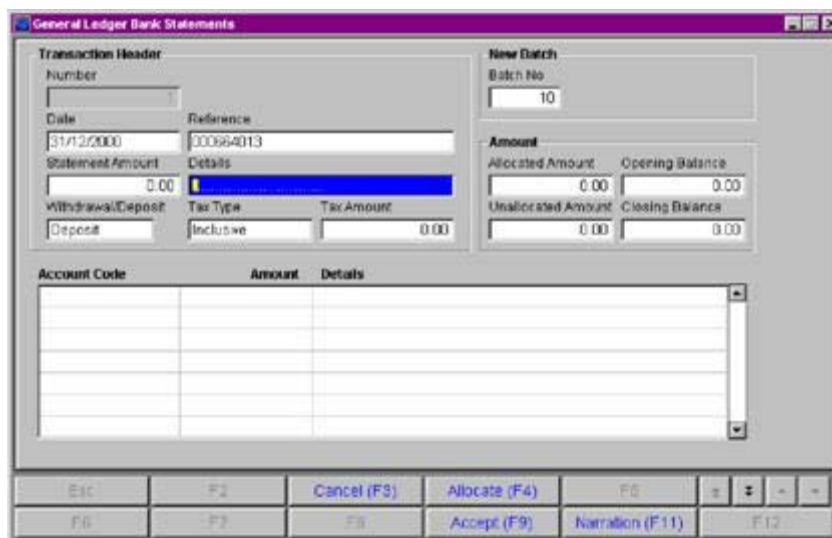 General Ledger Bank Statements
Transaction Header
Number
1
Date Reference
31/12/2000 000664013
Statement Amount Details
0.00
Withdrawal/Deposit Tax Type Tax Amount
Deposit Inclusive 0.00
New Batch
Batch No
10
Amount
Allocated Amount Opening Balance
0.00 0.00
Unallocated Amount Closing Balance
0.00 0.00
Account Code Amount Details
Esc F2 Cancel (F3) Allocate (F4) F5
F6 F7 F8 Accept (F9) Narration (F11) F12